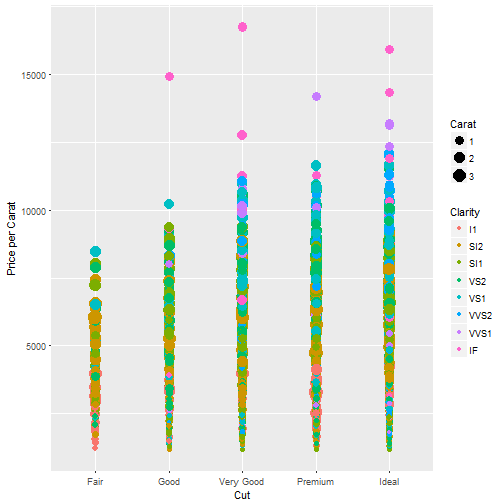 15000
10000
5000
Price per Carat
Fair Good Very Good Premium Ideal
Cut
Carat
1
2
3
Clarity
I1
SI2
SI1
VS2
VS1
VVS2
VVS1
IF